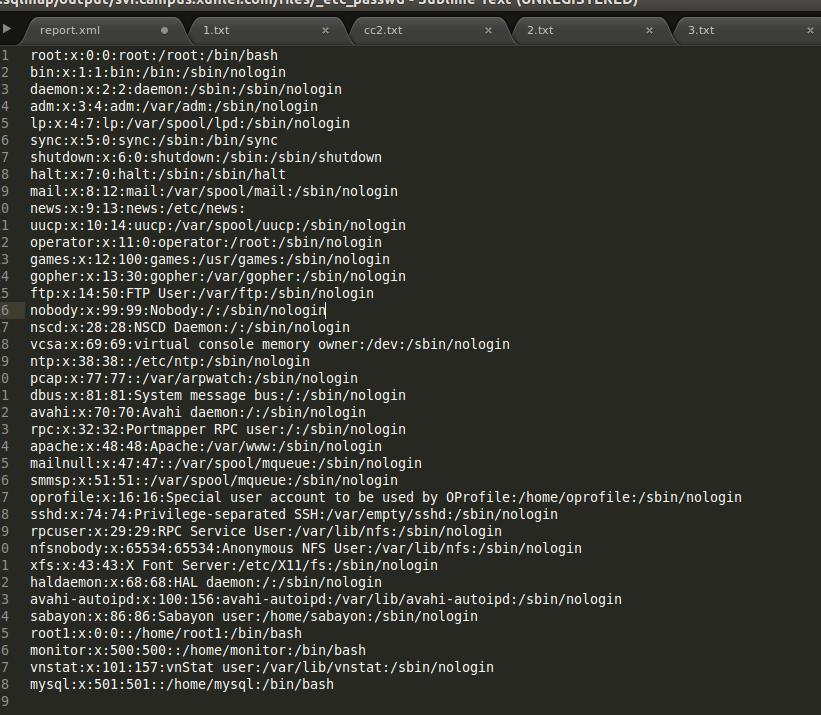 .sqlmap/output/svr.campus.xunlei.com/files/_etc_passwd - Sublime Text (UNREGISTERED)
report.xml 1.txt cc2.txt 2.txt 3.txt
1 root:x:0:0:root:/root:/bin/bash
2 bin:x:1:1:bin:/bin:/sbin/nologin
3 daemon:x:2:2:daemon:/sbin:/sbin/nologin
4 adm:x:3:4:adm:/var/adm:/sbin/nologin
5 lp:x:4:7:lp:/var/spool/lpd:/sbin/nologin
6 sync:x:5:0:sync:/sbin:/bin/sync
7 shutdown:x:6:0:shutdown:/sbin:/sbin/shutdown
8 halt:x:7:0:halt:/sbin:/sbin/halt
9 mail:x:8:12:mail:/var/spool/mail:/sbin/nologin
0 news:x:9:13:news:/etc/news:
1 uucp:x:10:14:uucp:/var/spool/uucp:/sbin/nologin
2 operator:x:11:0:operator:/root:/sbin/nologin
3 games:x:12:100:games:/usr/games:/sbin/nologin
4 gopher:x:13:30:gopher:/var/gopher:/sbin/nologin
5 ftp:x:14:50:FTP User:/var/ftp:/sbin/nologin
6 nobody:x:99:99:Nobody:/:/sbin/nologin
7 nscd:x:28:28:NSCD Daemon:/:/sbin/nologin
8 vcsa:x:69:69:virtual console memory owner:/dev:/sbin/nologin
9 ntp:x:38:38::/etc/ntp:/sbin/nologin
0 pcap:x:77:77::/var/arpwatch:/sbin/nologin
1 dbus:x:81:81:System message bus:/:/sbin/nologin
2 avahi:x:70:70:Avahi daemon:/:/sbin/nologin
3 rpc:x:32:32:Portmapper RPC user:/:/sbin/nologin
4 apache:x:48:48:Apache:/var/www:/sbin/nologin
5 mailnull:x:47:47::/var/spool/mqueue:/sbin/nologin
6 smmsp:x:51:51::/var/spool/mqueue:/sbin/nologin
7 oprofile:x:16:16:Special user account to be used by OProfile:/home/oprofile:/sbin/nologin
8 sshd:x:74:74:Privilege-separated SSH:/var/empty/sshd:/sbin/nologin
9 rpcuser:x:29:29:RPC Service User:/var/lib/nfs:/sbin/nologin
0 nfsnobody:x:65534:65534:Anonymous NFS User:/var/lib/nfs:/sbin/nologin
1 xfs:x:43:43:X Font Server:/etc/X11/fs:/sbin/nologin
2 haldaemon:x:68:68:HAL daemon:/:/sbin/nologin
3 avahi-autoipd:x:100:156:avahi-autoipd:/var/lib/avahi-autoipd:/sbin/nologin
4 sabayon:x:86:86:Sabayon user:/home/sabayon:/sbin/nologin
5 root1:x:0:0::/home/root1:/bin/bash
6 monitor:x:500:500::/home/monitor:/bin/bash
7 vnstat:x:101:157:vnStat user:/var/lib/vnstat:/sbin/nologin
8 mysql:x:501:501::/home/mysql:/bin/bash
9